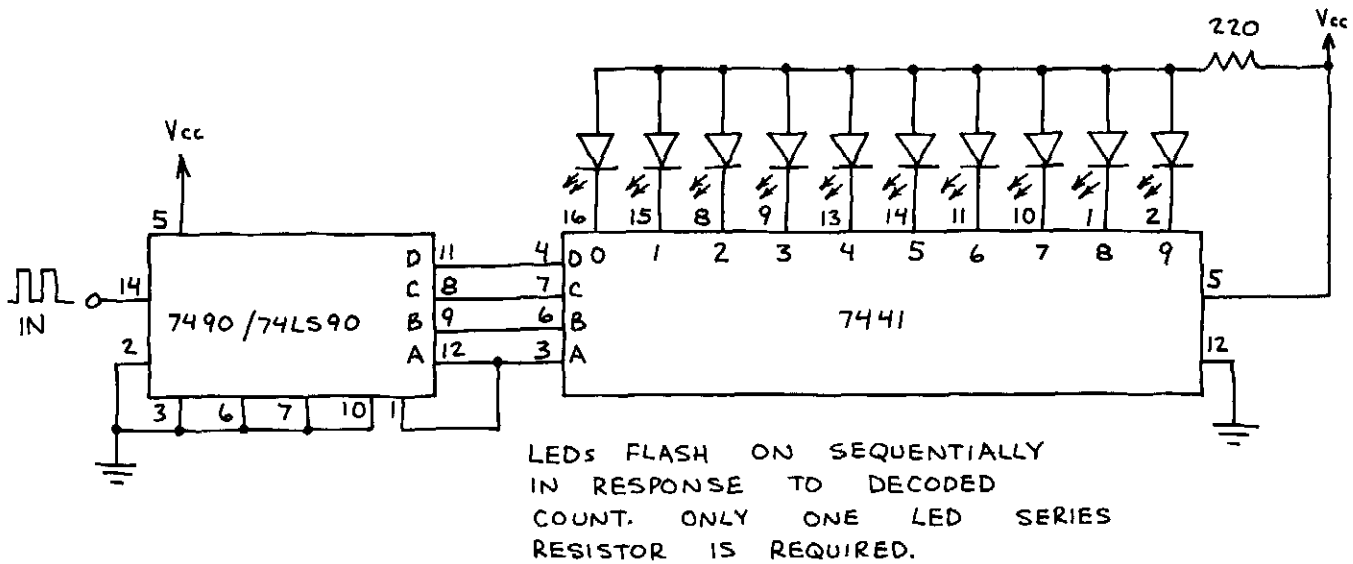 220 Vcc
Vcc
16 15 8 9 13 14 11 10 1 2
5
D 11 4 D 0 1 2 3 4 5 6 7 8 9
14 C 8 7 C 5
IN 7490/74LS90 B 9 6 B 7441
2 A 12 3 A 12
3 6 7 10 1
LEDs FLASH ON SEQUENTIALLY
IN RESPONSE TO DECODED
COUNT. ONLY ONE LED SERIES
RESISTOR IS REQUIRED.